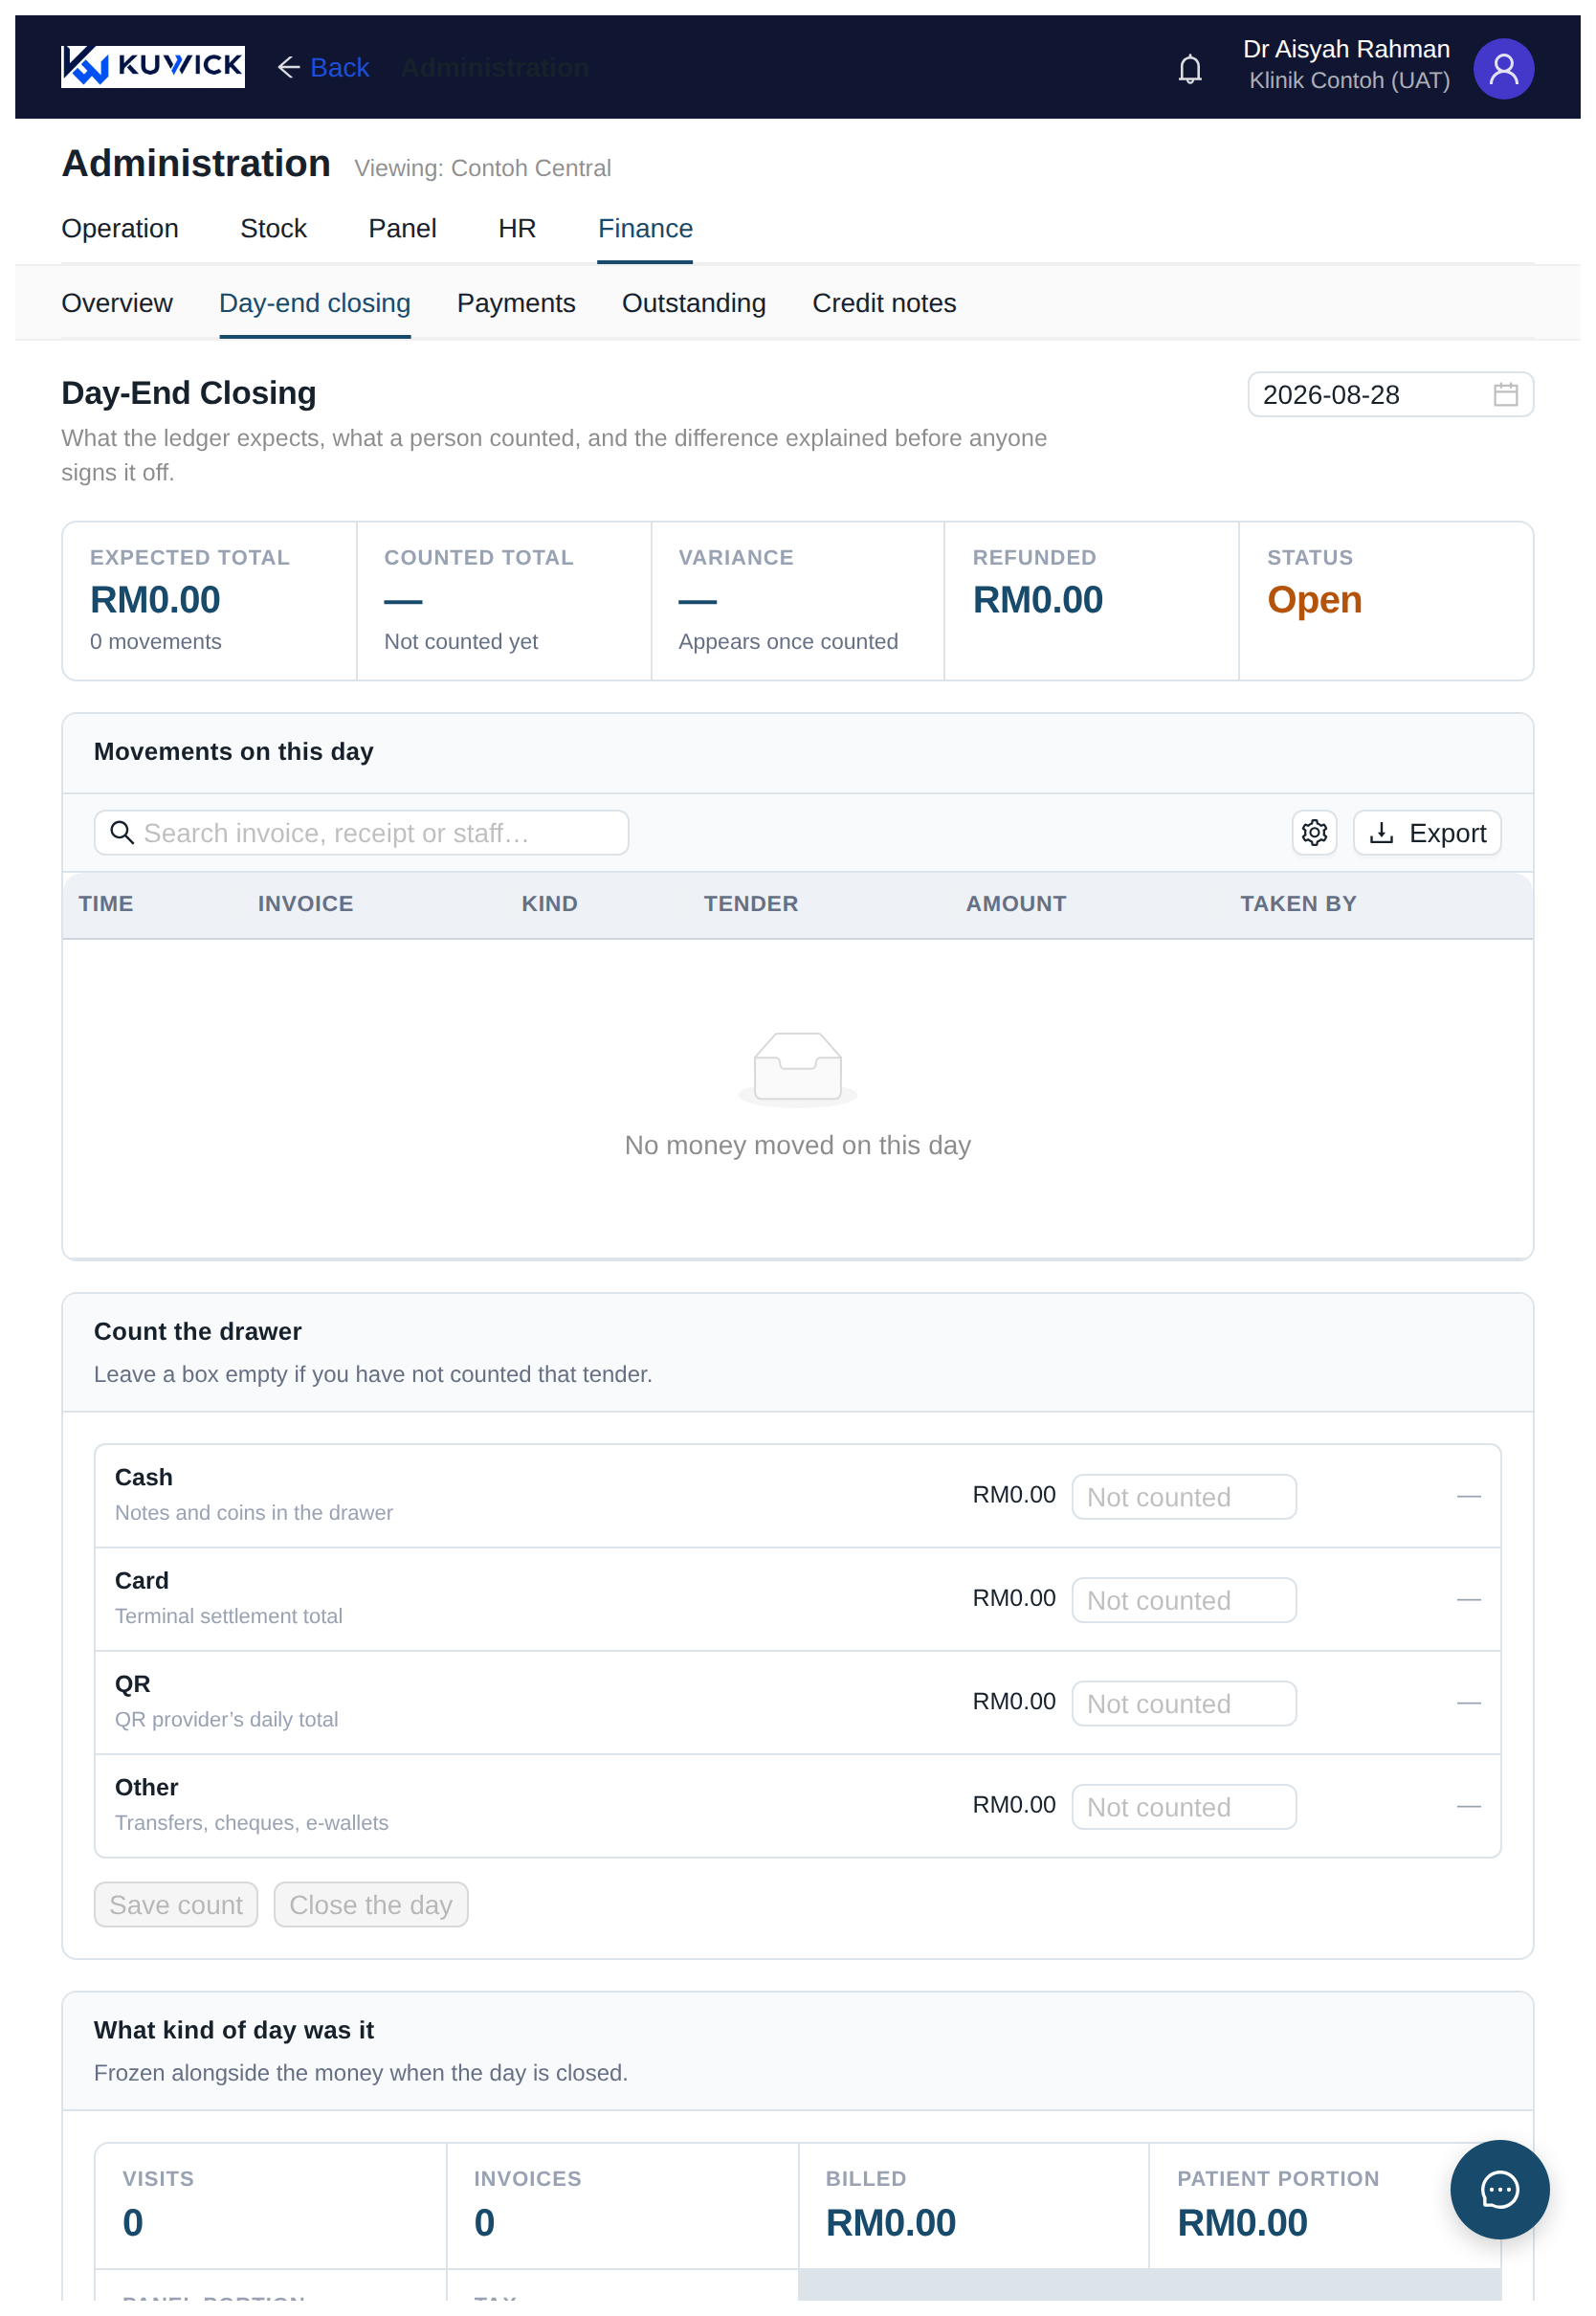 KUWICK
Back Administration
Dr Aisyah Rahman
Klinik Contoh (UAT)
Administration Viewing: Contoh Central
Operation Stock Panel HR Finance
Overview Day-end closing Payments Outstanding Credit notes
Day-End Closing
2026-08-28
What the ledger expects, what a person counted, and the difference explained before anyone
signs it off.
EXPECTED TOTAL COUNTED TOTAL VARIANCE REFUNDED STATUS
RM0.00 — — RM0.00 Open
0 movements Not counted yet Appears once counted
Movements on this day
Search invoice, receipt or staff… Export
TIME INVOICE KIND TENDER AMOUNT TAKEN BY
No money moved on this day
Count the drawer
Leave a box empty if you have not counted that tender.
Cash
Notes and coins in the drawer
RM0.00 Not counted —
Card
Terminal settlement total
RM0.00 Not counted —
QR
QR provider’s daily total
RM0.00 Not counted —
Other
Transfers, cheques, e-wallets
RM0.00 Not counted —
Save count Close the day
What kind of day was it
Frozen alongside the money when the day is closed.
VISITS INVOICES BILLED PATIENT PORTION
0 0 RM0.00 RM0.00
PANEL PORTION TAX